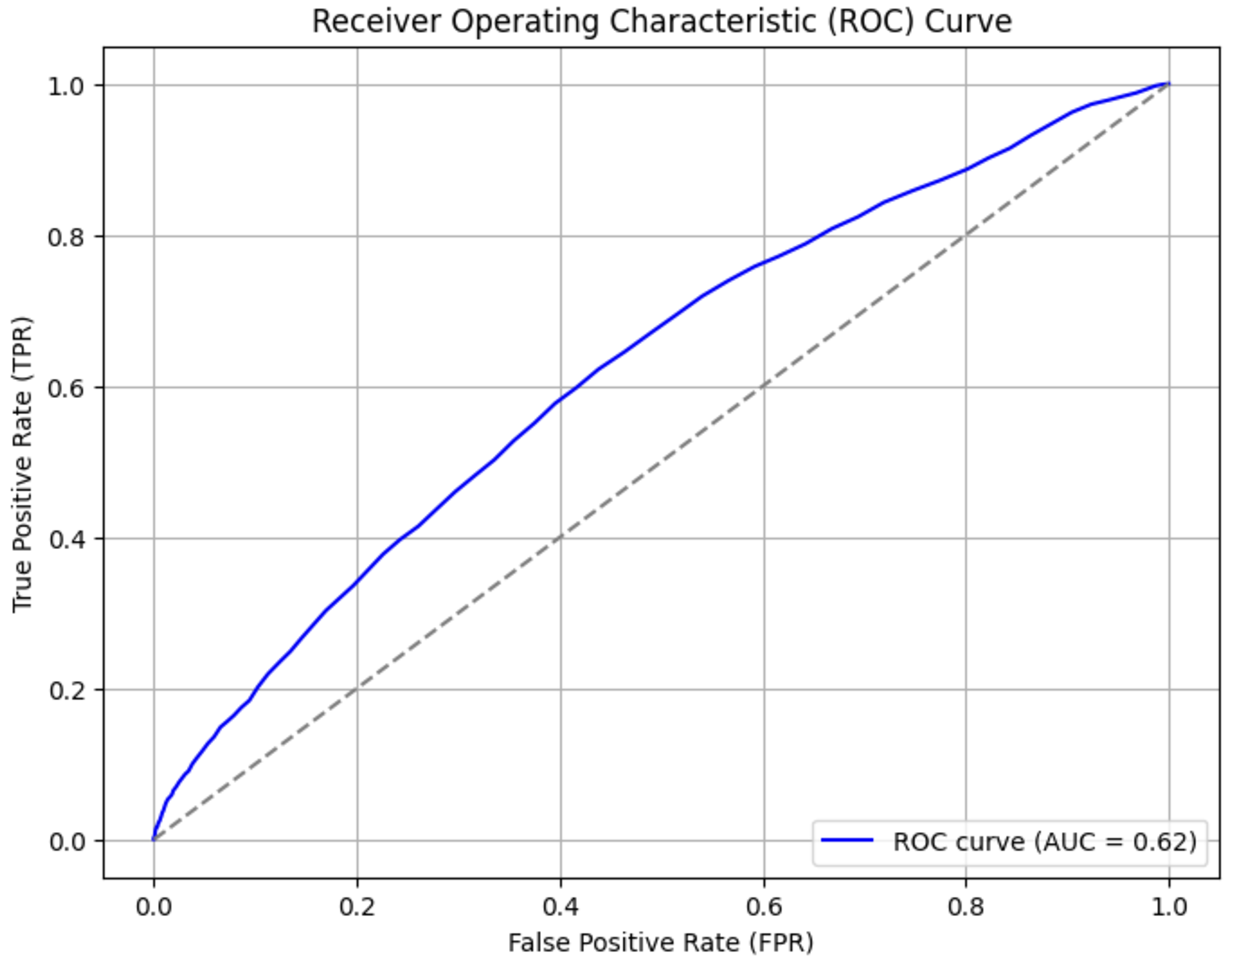 Receiver Operating Characteristic (ROC) Curve
True Positive Rate (TPR)
1.0
0.8
0.6
0.4
0.2
0.0
ROC curve (AUC = 0.62)
0.0 0.2 0.4 0.6 0.8 1.0
False Positive Rate (FPR)